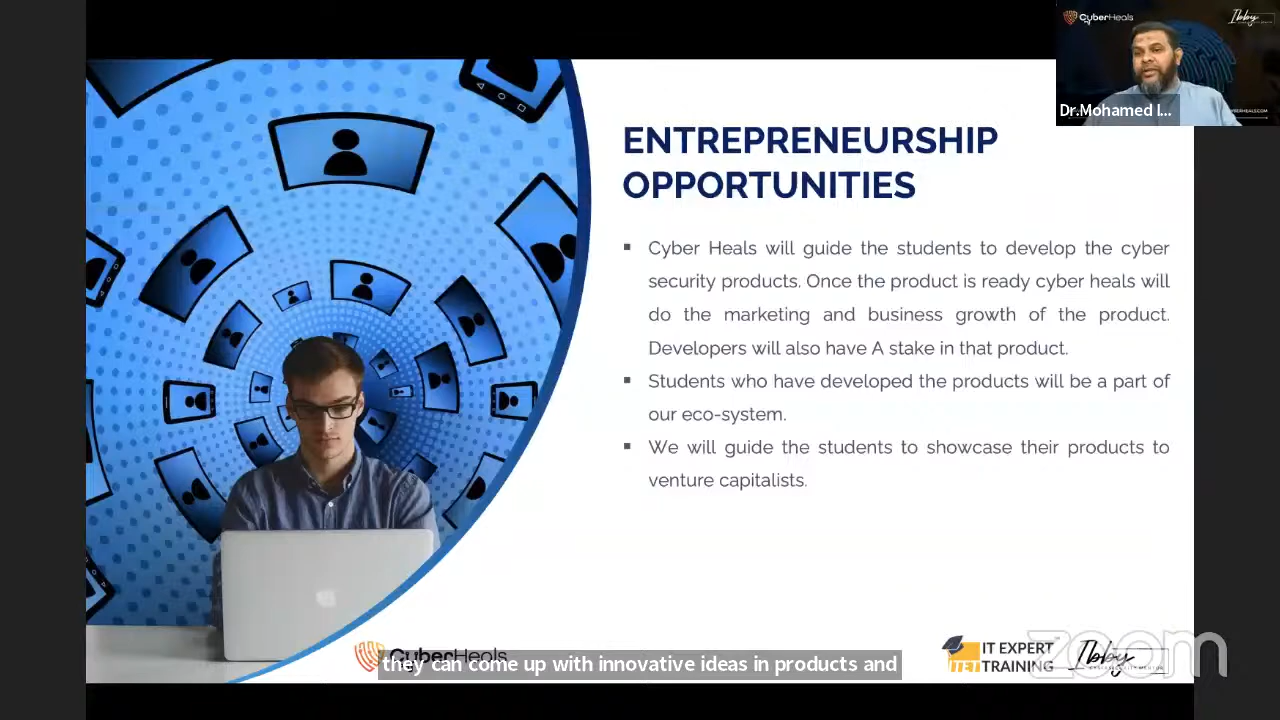 CyberHeals
Ibby
Dr.Mohamed I...
ENTREPRENEURSHIP
OPPORTUNITIES
▪ Cyber Heals will guide the students to develop the cyber
security products. Once the product is ready cyber heals will
do the marketing and business growth of the product.
Developers will also have A stake in that product.
▪ Students who have developed the products will be a part of
our eco-system.
▪ We will guide the students to showcase their products to
venture capitalists.
CyberHeals
they can come up with innovative ideas in products and
ITET
IT EXPERT
TRAINING
Ibby
zoom